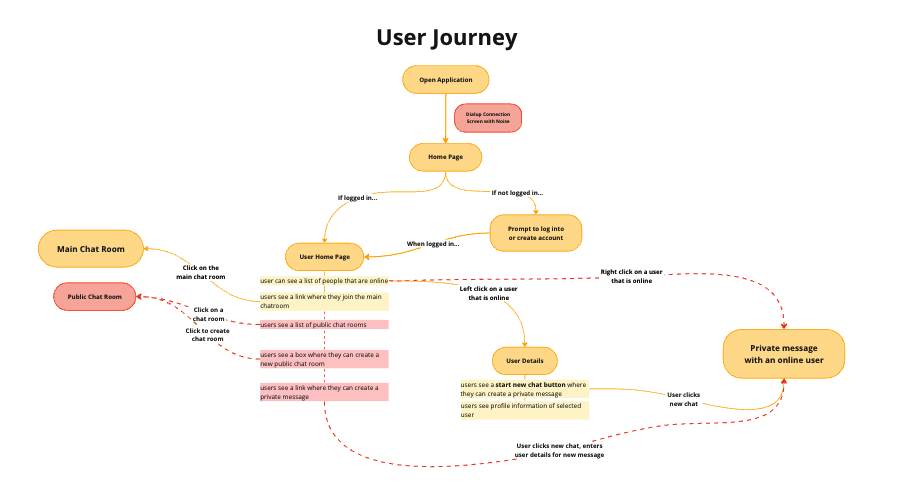 User Journey
Open Application
Dialup Connection
Screen with Noise
Home Page
If logged in...
If not logged in...
Prompt to log into
or create account
When logged in...
Main Chat Room
User Home Page
Click on the
main chat room
user can see a list of people that are online
Right click on a user
that is online
Left click on a user
that is online
Public Chat Room
users see a link where they join the main
chatroom
Click on a
chat room
users see a list of public chat rooms
Click to create
chat room
users see a box where they can create a
new public chat room
User Details
Private message
with an online user
users see a link where they can create a
private message
users see a start new chat button where
they can create a private message
User clicks
new chat
users see profile information of selected
user
User clicks new chat, enters
user details for new message